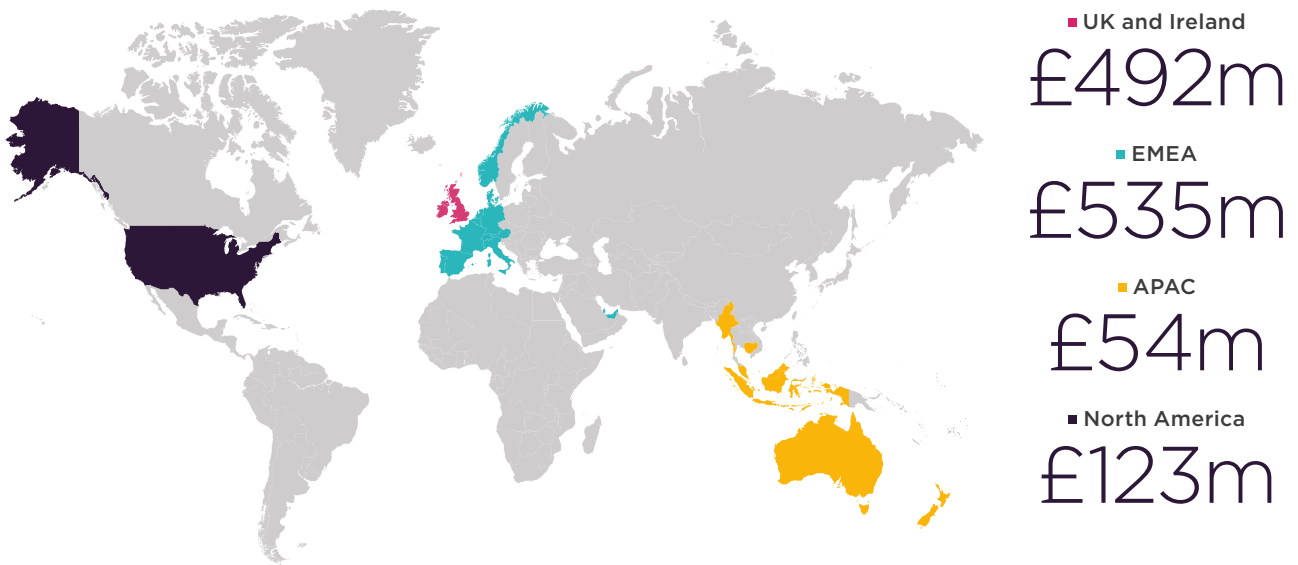 UK and Ireland
£492m
EMEA
£535m
APAC
£54m
North America
£123m